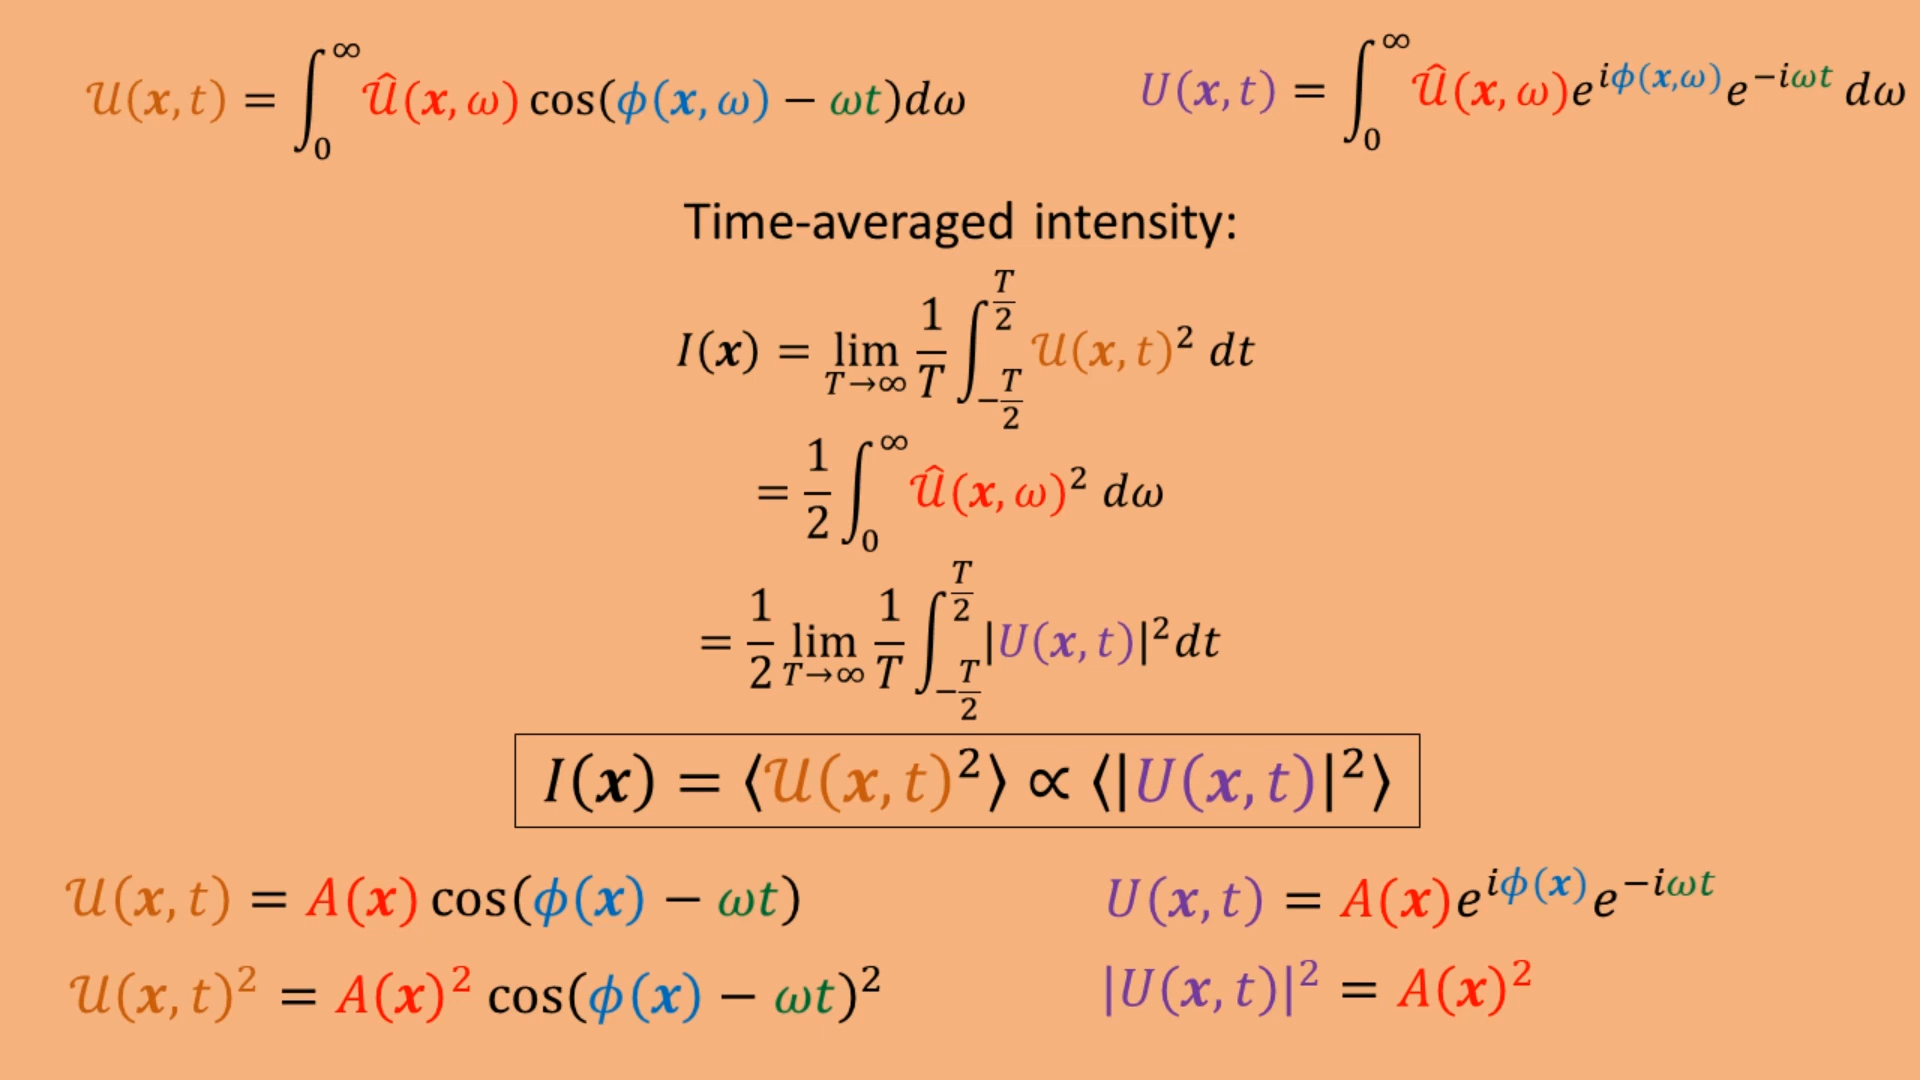 𝒰(𝒙, t) = ∫₀^∞ 𝒰̂(𝒙, ω) cos(ϕ(𝒙, ω) − ωt)dω
U(𝒙, t) = ∫₀^∞ 𝒰̂(𝒙, ω)e^{iϕ(𝒙,ω)}e^{−iωt} dω
Time-averaged intensity:
I(𝒙) = lim_{T→∞} 1/T ∫_{−T/2}^{T/2} 𝒰(𝒙, t)² dt
= 1/2 ∫₀^∞ 𝒰̂(𝒙, ω)² dω
= 1/2 lim_{T→∞} 1/T ∫_{−T/2}^{T/2} |U(𝒙, t)|² dt
I(𝒙) = ⟨𝒰(𝒙, t)²⟩ ∝ ⟨|U(𝒙, t)|²⟩
𝒰(𝒙, t) = A(𝒙) cos(ϕ(𝒙) − ωt)
U(𝒙, t) = A(𝒙)e^{iϕ(𝒙)}e^{−iωt}
𝒰(𝒙, t)² = A(𝒙)² cos(ϕ(𝒙) − ωt)²
|U(𝒙, t)|² = A(𝒙)²